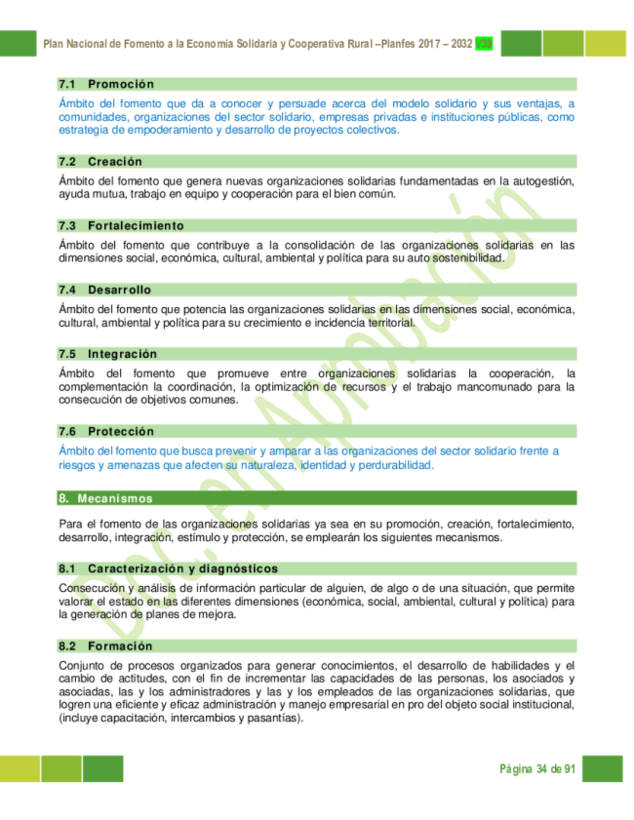 Plan Nacional de Fomento a la Economía Solidaria y Cooperativa Rural –Planfes 2017 – 2032 v39
7.1 Promoción
Ámbito del fomento que da a conocer y persuade acerca del modelo solidario y sus ventajas, a
comunidades, organizaciones del sector solidario, empresas privadas e instituciones públicas, como
estrategia de empoderamiento y desarrollo de proyectos colectivos.
7.2 Creación
Ámbito del fomento que genera nuevas organizaciones solidarias fundamentadas en la autogestión,
ayuda mutua, trabajo en equipo y cooperación para el bien común.
7.3 Fortalecimiento
Ámbito del fomento que contribuye a la consolidación de las organizaciones solidarias en las
dimensiones social, económica, cultural, ambiental y política para su auto sostenibilidad.
7.4 Desarrollo
Ámbito del fomento que potencia las organizaciones solidarias en las dimensiones social, económica,
cultural, ambiental y política para su crecimiento e incidencia territorial.
7.5 Integración
Ámbito del fomento que promueve entre organizaciones solidarias la cooperación, la
complementación la coordinación, la optimización de recursos y el trabajo mancomunado para la
consecución de objetivos comunes.
7.6 Protección
Ámbito del fomento que busca prevenir y amparar a las organizaciones del sector solidario frente a
riesgos y amenazas que afecten su naturaleza, identidad y perdurabilidad.
8. Mecanismos
Para el fomento de las organizaciones solidarias ya sea en su promoción, creación, fortalecimiento,
desarrollo, integración, estímulo y protección, se emplearán los siguientes mecanismos.
8.1 Caracterización y diagnósticos
Consecución y análisis de información particular de alguien, de algo o de una situación, que permite
valorar el estado en las diferentes dimensiones (económica, social, ambiental, cultural y política) para
la generación de planes de mejora.
8.2 Formación
Conjunto de procesos organizados para generar conocimientos, el desarrollo de habilidades y el
cambio de actitudes, con el fin de incrementar las capacidades de las personas, los asociados y
asociadas, las y los administradores y las y los empleados de las organizaciones solidarias, que
logren una eficiente y eficaz administración y manejo empresarial en pro del objeto social institucional,
(incluye capacitación, intercambios y pasantías).
Doc. en Aprobación
Página 34 de 91